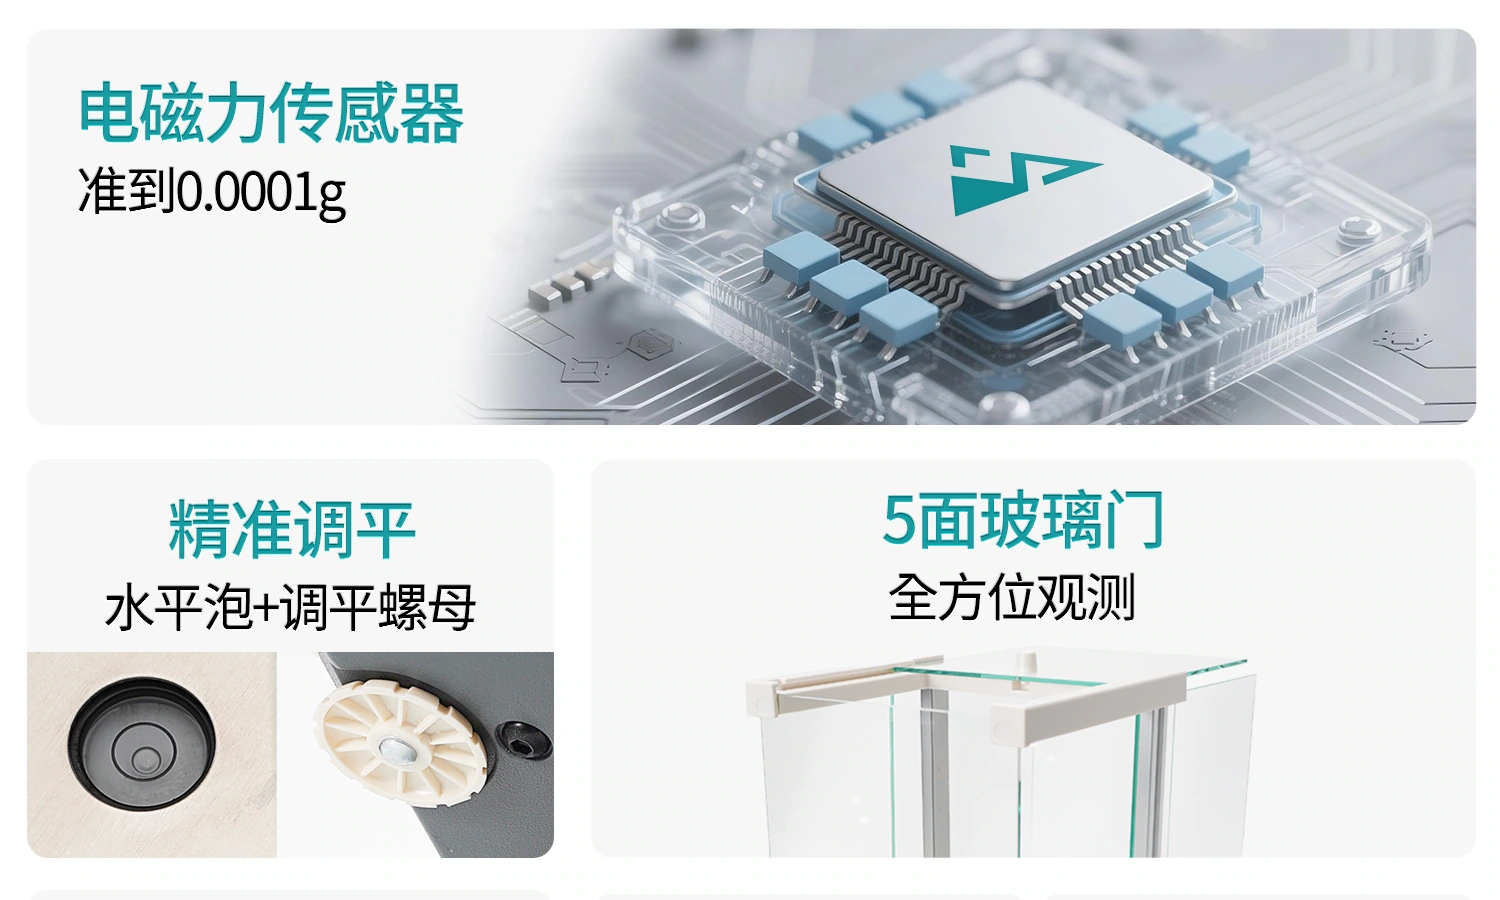 电磁力传感器
准到0.0001g
精准调平
水平泡+调平螺母
5面玻璃门
全方位观测